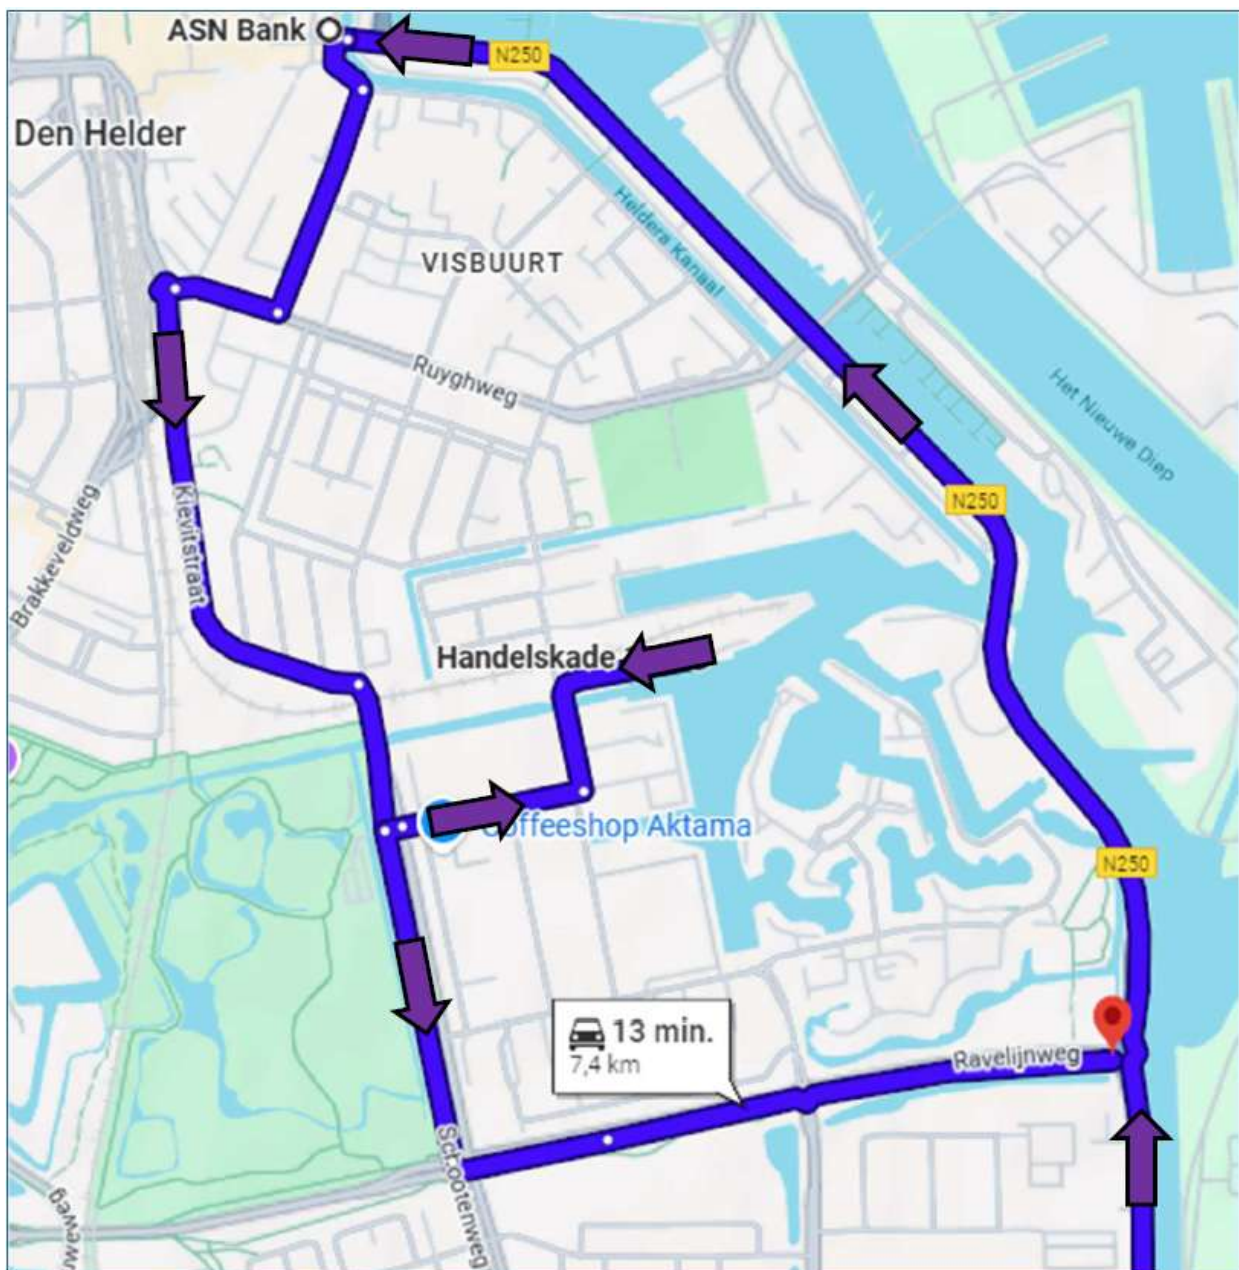 ASN Bank
N250
Den Helder
Heldera Kanaal
VISBUURT
Ruyghweg
Het Nieuwe Diep
N250
Brakkeveldweg
Kievitstraat
Handelskade
Coffeeshop Aktama
N250
13 min.
7,4 km
Ravelijnweg
Schootenweg